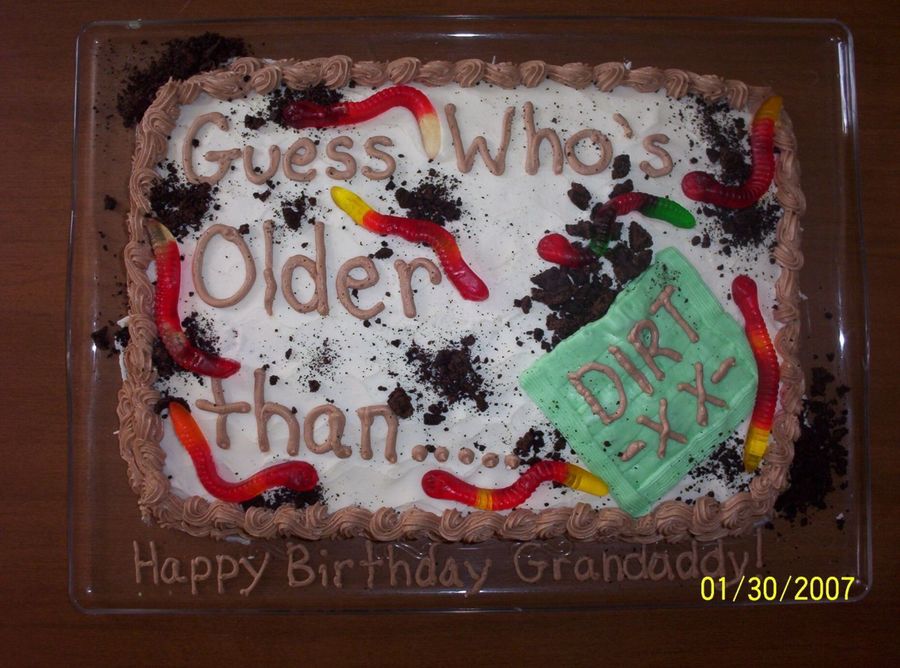 Guess Who's
Older
than.....
DIRT
-XX-
Happy Birthday Grandaddy!
01/30/2007